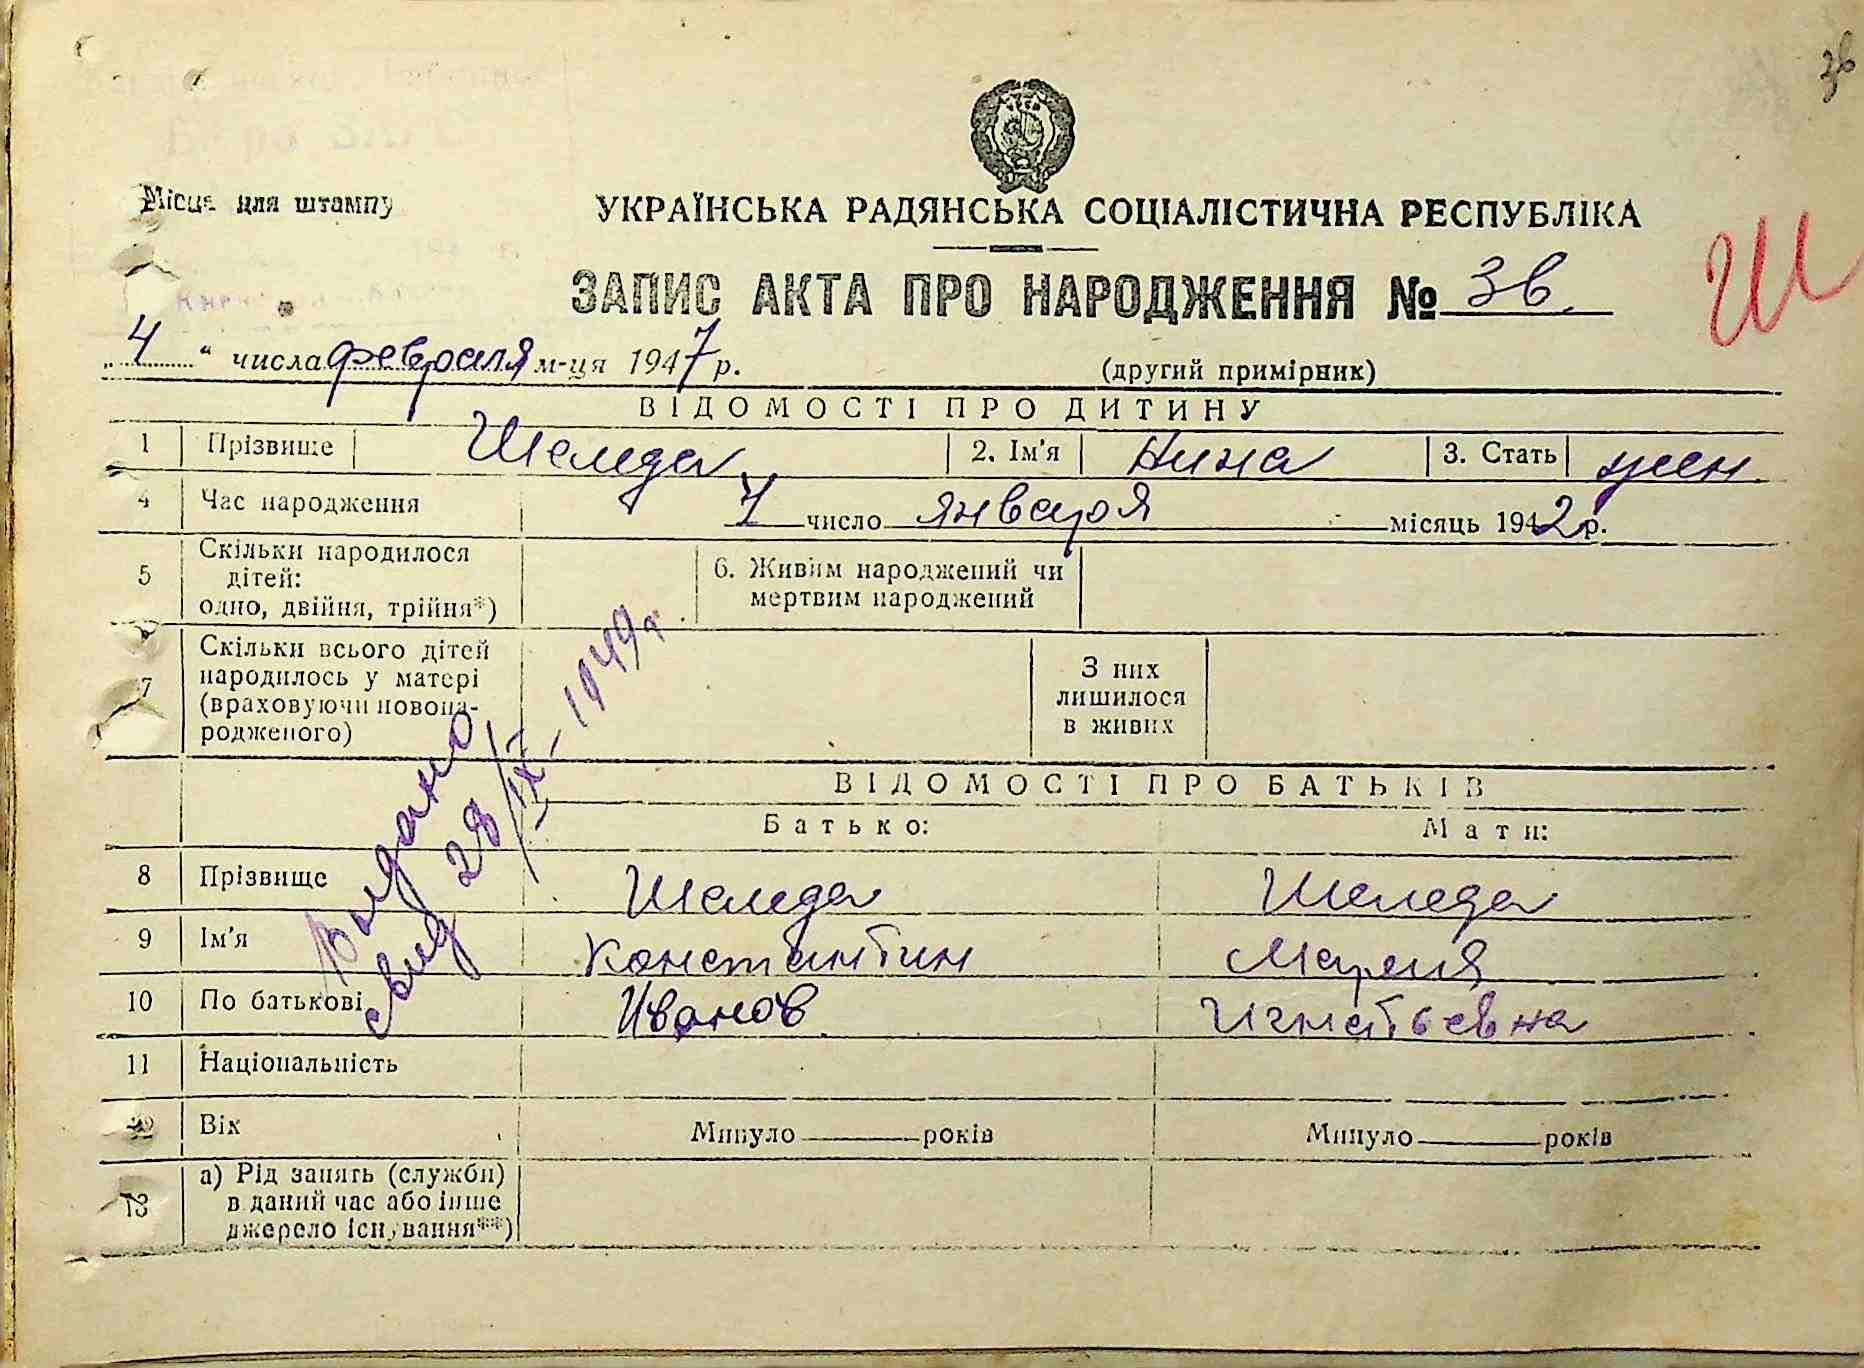 36
Місце для штампу
УКРАЇНСЬКА РАДЯНСЬКА СОЦІАЛІСТИЧНА РЕСПУБЛІКА
ЗАПИС АКТА ПРО НАРОДЖЕННЯ № 36.
Ш
„4“ числа февраля м-ця 1947 р.
(другий примірник)
ВІДОМОСТІ ПРО ДИТИНУ
1 Прізвище Шемеда 2. Ім'я Нина 3. Стать жен.
4 Час народження 7 число января місяць 1942 р.
5 Скільки народилося
дітей:
одно, двійня, трійня*)
6. Живим народжений чи
мертвим народжений
7 Скільки всього дітей
народилось у матері
(враховуючи новона-
родженого)
З них
лишилося
в живих
Выдано
свид 28/IX-1949 г.
ВІДОМОСТІ ПРО БАТЬКІВ
Батько: Мати:
8 Прізвище Шемеда Шемеда
9 Ім'я Константин Мария
10 По батькові Иванов Игнатьевна
11 Національність
12 Вік Минуло років Минуло років
13 а) Рід занять (служби)
в даний час або інше
джерело існування**)